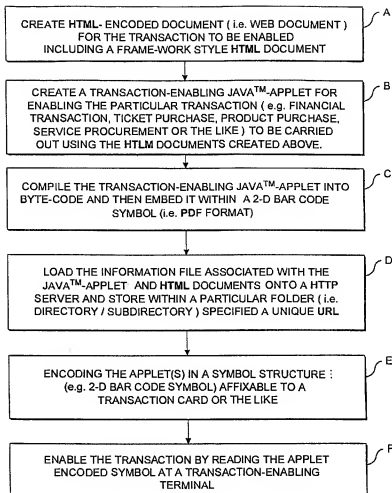 A
CREATE HTML- ENCODED DOCUMENT ( i.e. WEB DOCUMENT )
FOR THE TRANSACTION TO BE ENABLED
INCLUDING A FRAME-WORK STYLE HTML DOCUMENT
B
CREATE A TRANSACTION-ENABLING JAVA™-APPLET FOR
ENABLING THE PARTICULAR TRANSACTION ( e.g. FINANCIAL
TRANSACTION, TICKET PURCHASE, PRODUCT PURCHASE,
SERVICE PROCUREMENT OR THE LIKE ) TO BE CARRIED
OUT USING THE HTLM DOCUMENTS CREATED ABOVE.
C
COMPILE THE TRANSACTION-ENABLING JAVA™-APPLET INTO
BYTE-CODE AND THEN EMBED IT WITHIN A 2-D BAR CODE
SYMBOL (i.e. PDF FORMAT)
D
LOAD THE INFORMATION FILE ASSOCIATED WITH THE
JAVA™-APPLET AND HTML DOCUMENTS ONTO A HTTP
SERVER AND STORE WITHIN A PARTICULAR FOLDER ( i.e.
DIRECTORY / SUBDIRECTORY ) SPECIFIED A UNIQUE URL
E
ENCODING THE APPLET(S) IN A SYMBOL STRUCTURE :
(e.g. 2-D BAR CODE SYMBOL) AFFIXABLE TO A
TRANSACTION CARD OR THE LIKE
F
ENABLE THE TRANSACTION BY READING THE APPLET
ENCODED SYMBOL AT A TRANSACTION-ENABLING
TERMINAL